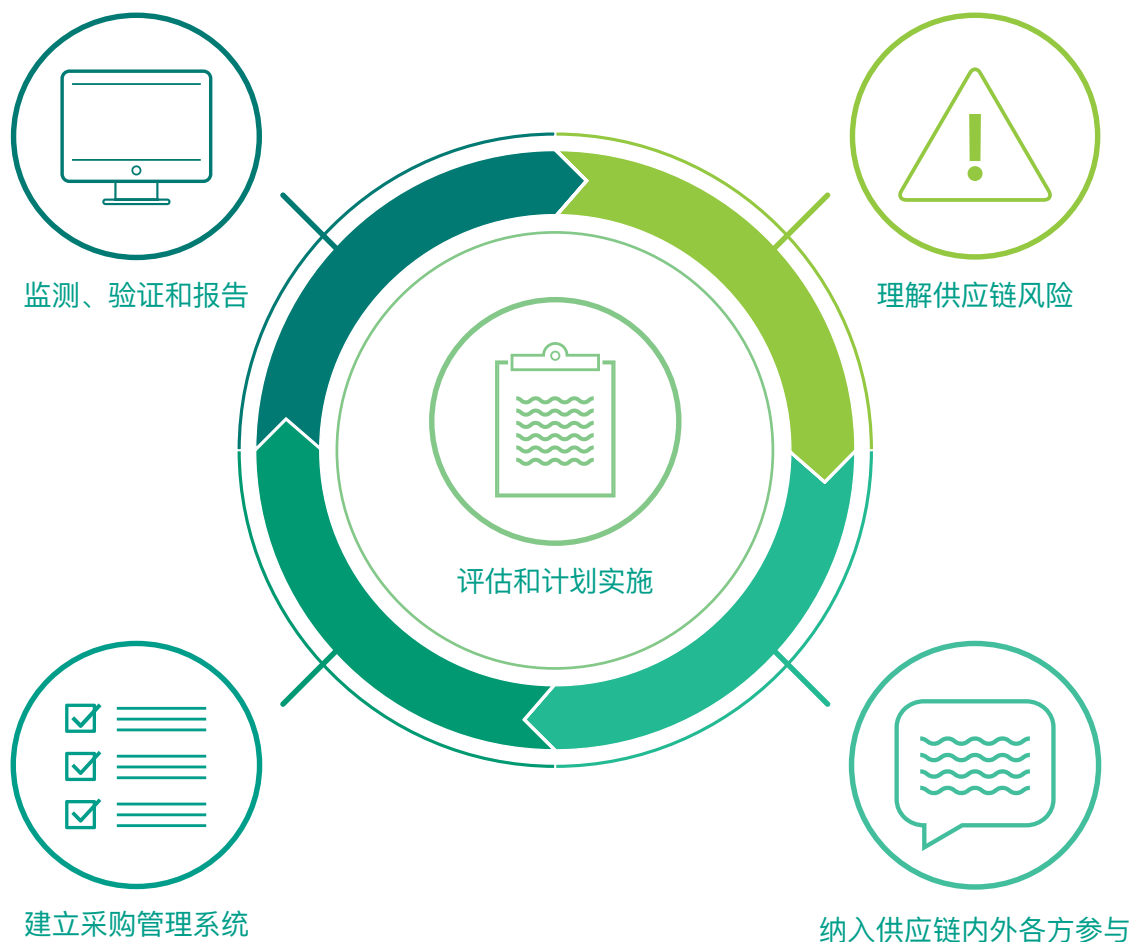 监测、验证和报告
理解供应链风险
评估和计划实施
建立采购管理系统
纳入供应链内外各方参与